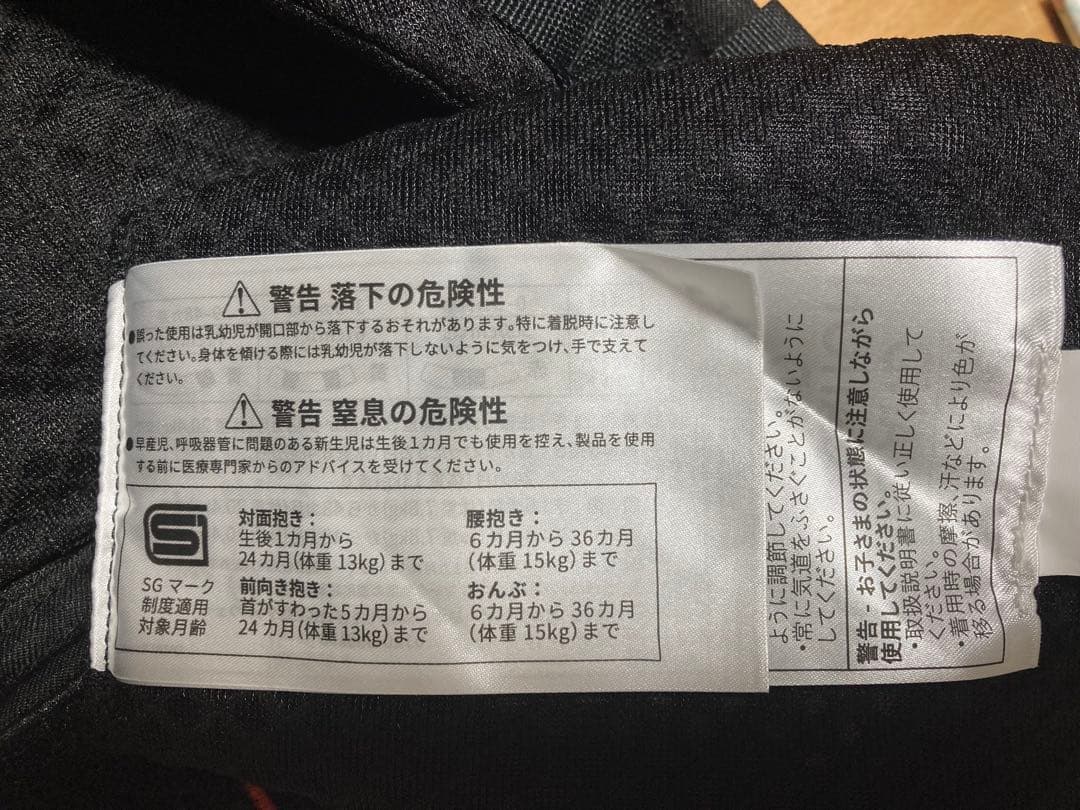 警告 落下の危険性
●誤った使用は乳幼児が開口部から落下するおそれがあります。特に着脱時に注意し
てください。身体を傾ける際には乳幼児が落下しないように気をつけ、手で支えて
ください。
警告 窒息の危険性
●早産児、呼吸器管に問題のある新生児は生後1カ月でも使用を控え、製品を使用
する前に医療専門家からのアドバイスを受けてください。
SG マーク
制度適用
対象月齢
対面抱き：
生後1カ月から
24カ月(体重 13kg)まで
前向き抱き：
首がすわった5カ月から
24カ月(体重 13kg)まで
腰抱き：
6カ月から36カ月
(体重 15kg)まで
おんぶ：
6カ月から36カ月
(体重 15kg)まで
ように調節してください。
・常に気道をふさぐことがないように
してください。
警告 - お子さまの状態に注意しながら
使用してください。
・取扱説明書に従い正しく使用して
ください。
・着用時の摩擦、汗などにより色が
移る場合があります。